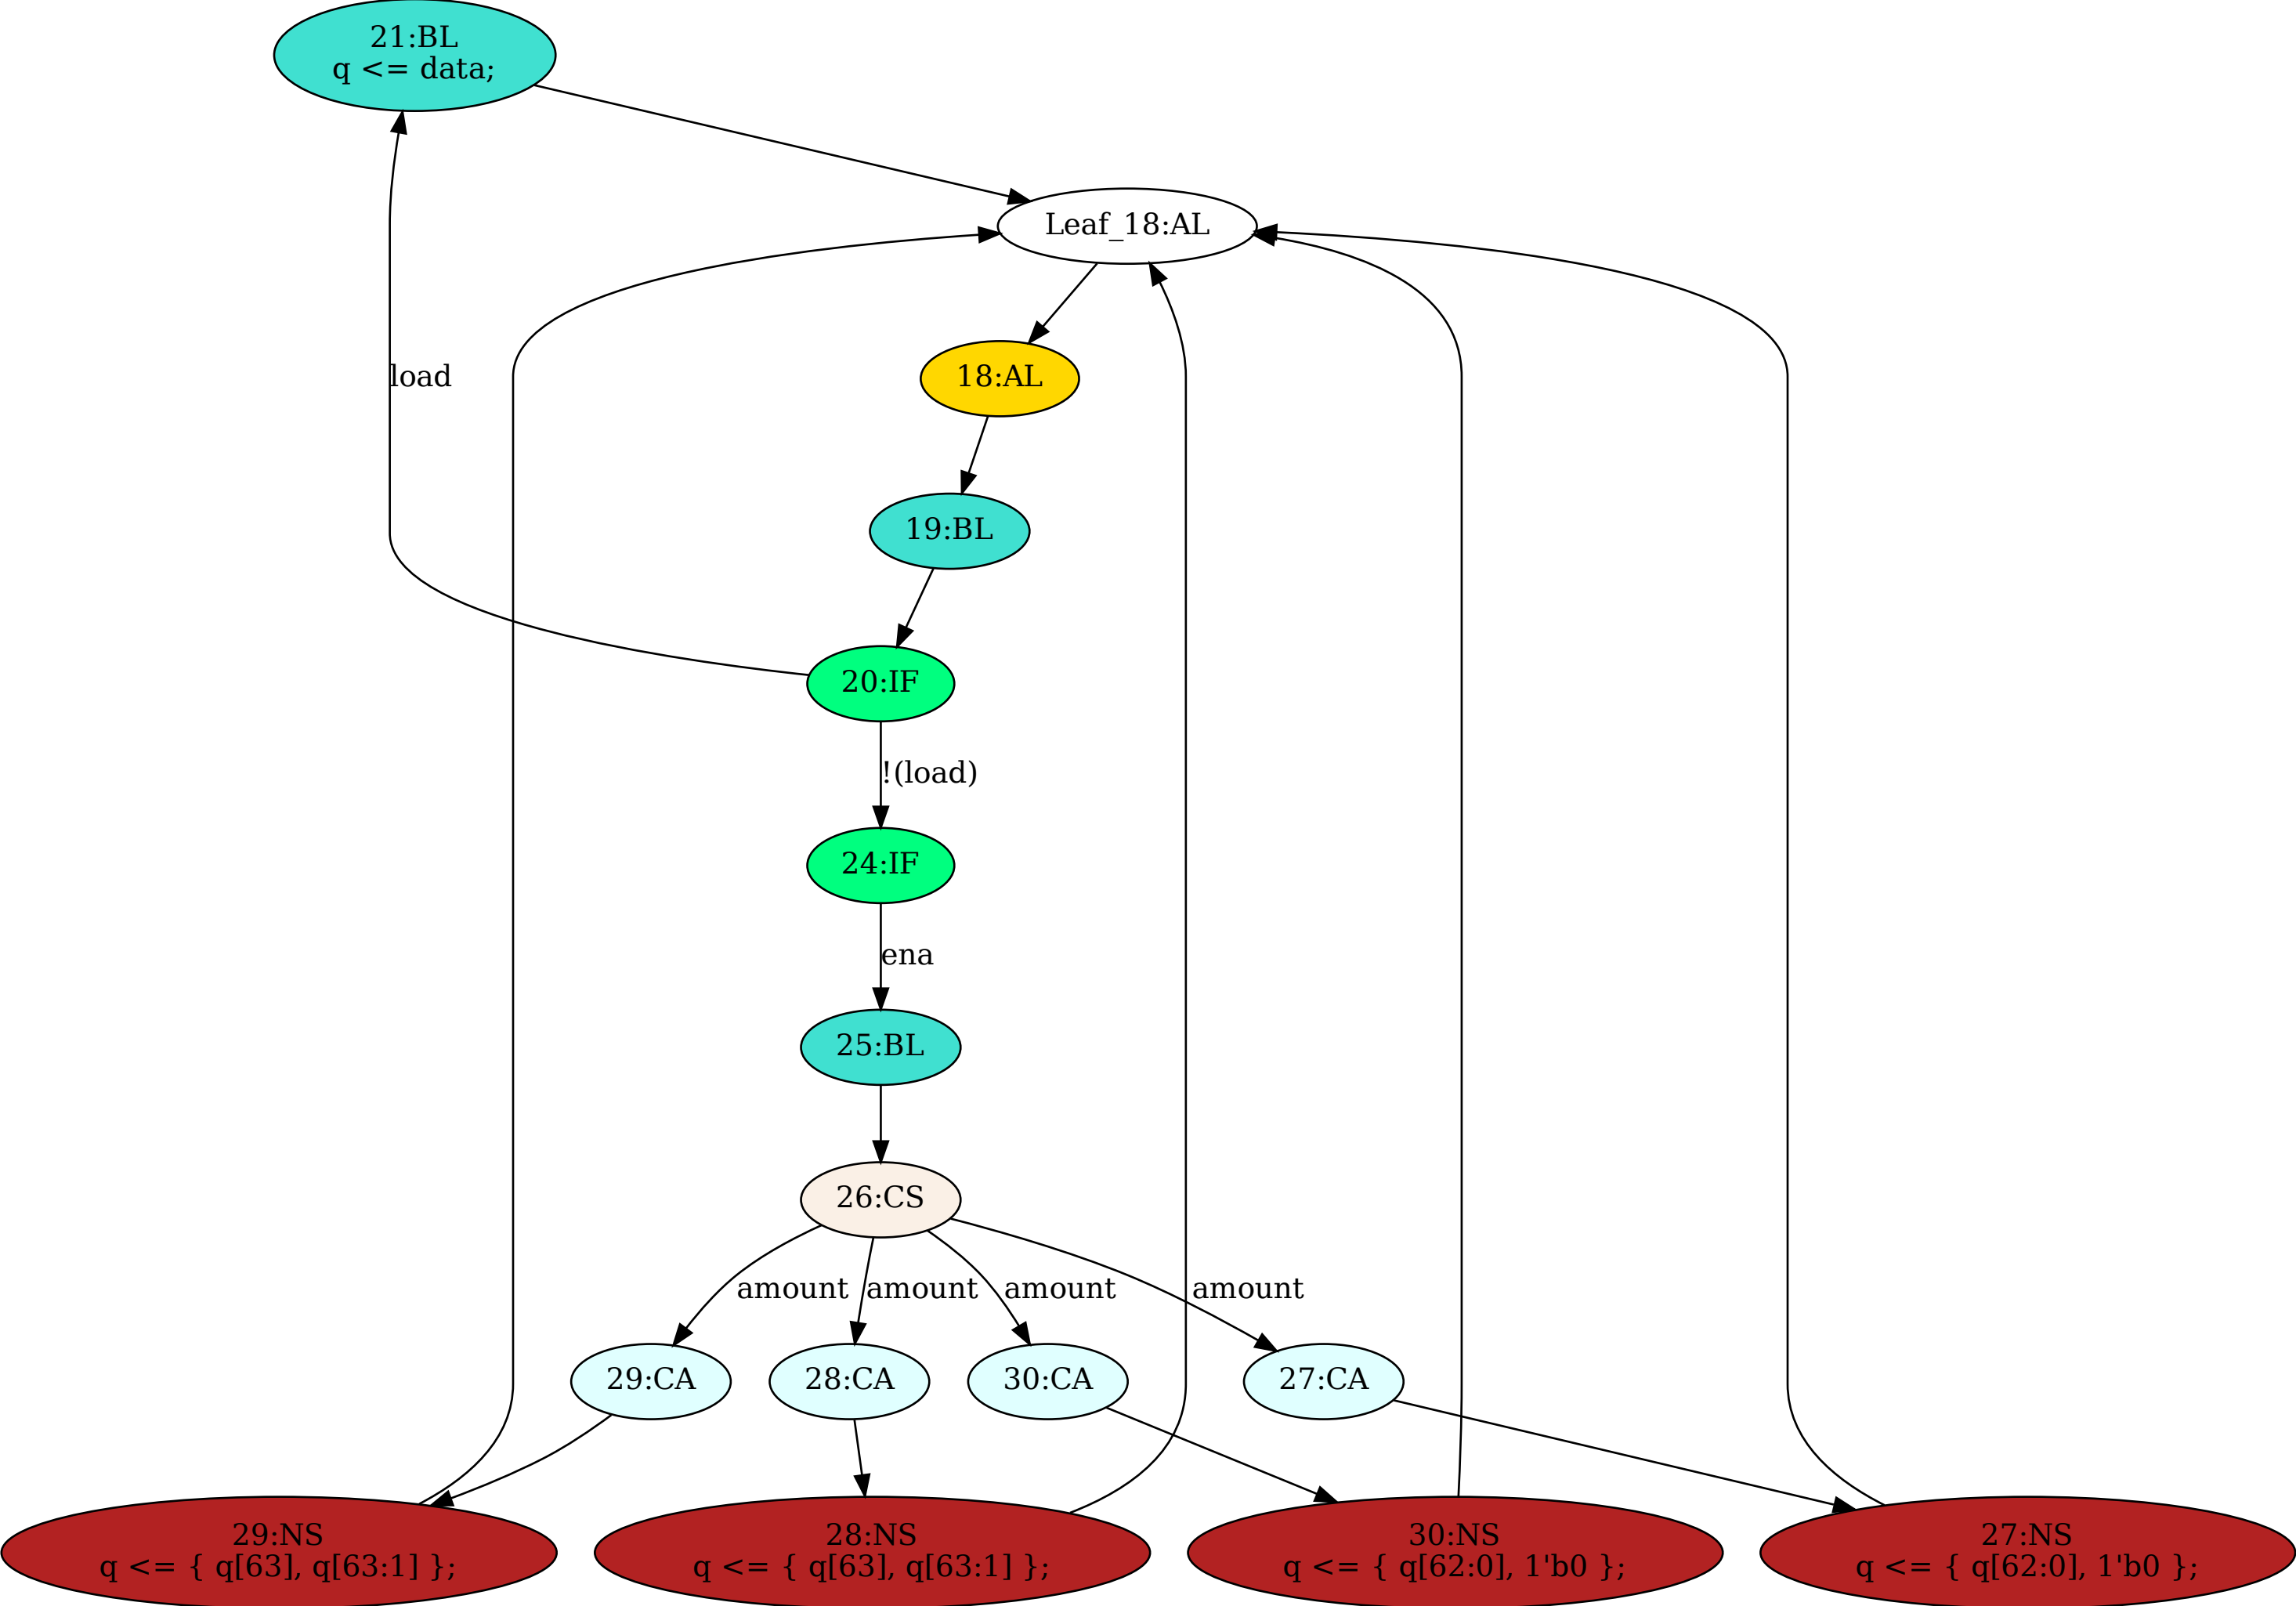 21:BL
q <= data;
Leaf_18:AL
load
18:AL
19:BL
20:IF
!(load)
24:IF
ena
25:BL
26:CS
amount
amount
amount
amount
29:CA
28:CA
30:CA
27:CA
29:NS
q <= { q[63], q[63:1] };
28:NS
q <= { q[63], q[63:1] };
30:NS
q <= { q[62:0], 1'b0 };
27:NS
q <= { q[62:0], 1'b0 };